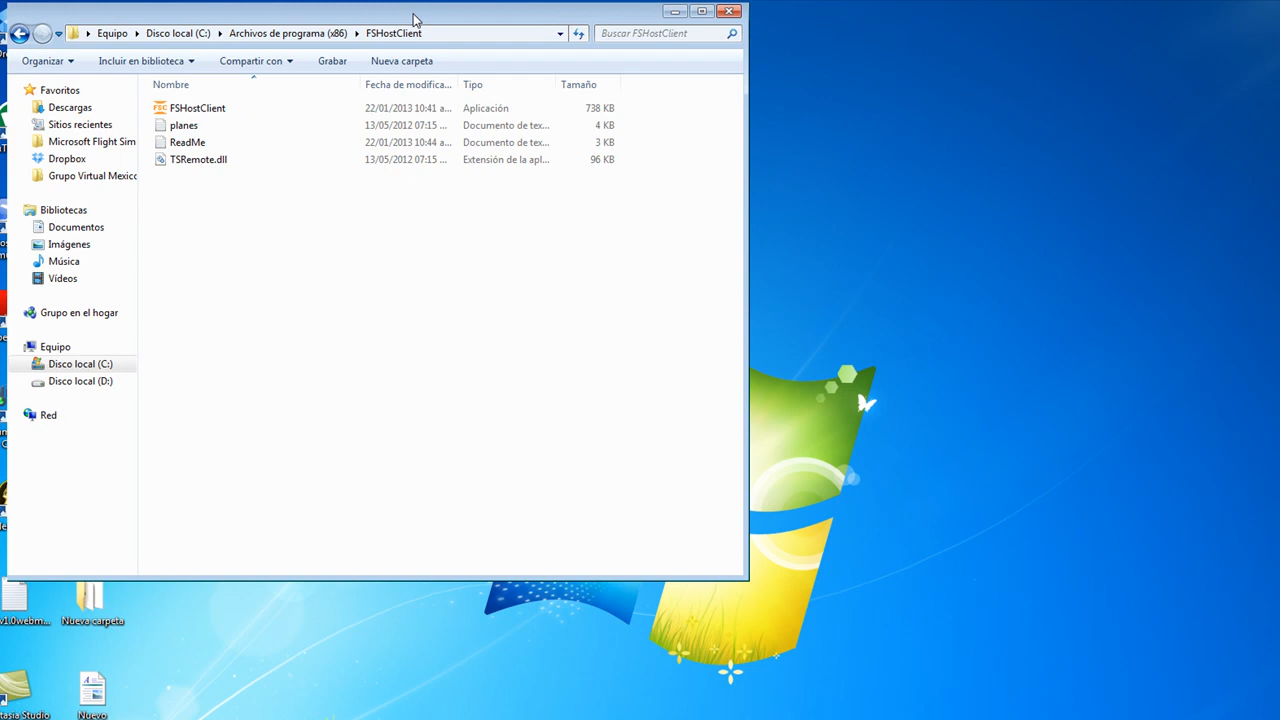 Equipo Disco local (C:) Archivos de programa (x86) FSHostClient
Buscar FSHostClient
Organizar Incluir en biblioteca Compartir con Grabar Nueva carpeta
Nombre Fecha de modifica... Tipo Tamaño
FSHostClient 22/01/2013 10:41 a... Aplicación 738 KB
planes 13/05/2012 07:15 ... Documento de tex... 4 KB
ReadMe 22/01/2013 10:44 a... Documento de tex... 3 KB
TSRemote.dll 13/05/2012 07:15 ... Extensión de la apl... 96 KB
Favoritos
Descargas
Sitios recientes
Microsoft Flight Sim
Dropbox
Grupo Virtual Mexico
Bibliotecas
Documentos
Imágenes
Música
Vídeos
Grupo en el hogar
Equipo
Disco local (C:)
Disco local (D:)
Red
v1.0webm...
Nueva carpeta
tasia Studio
Nuevo